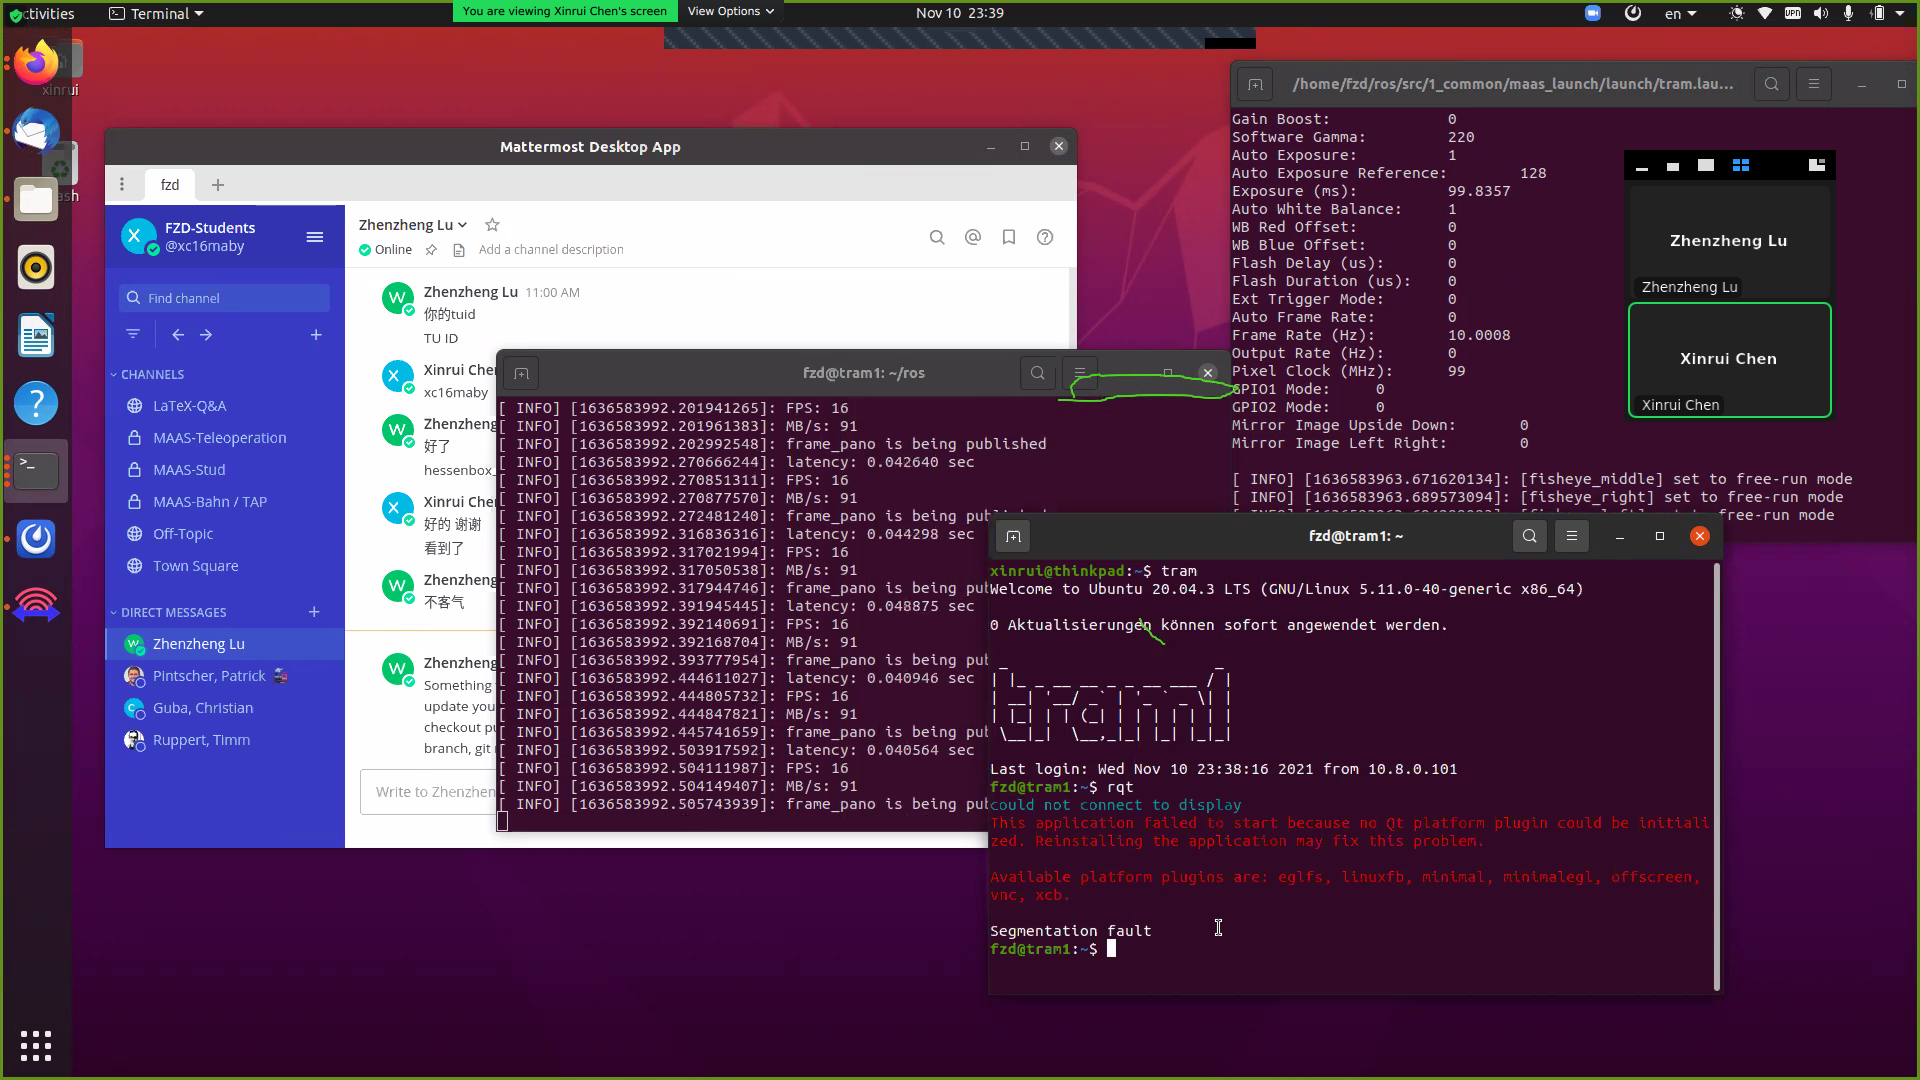 ctivities
Terminal
You are viewing Xinrui Chen's screen
View Options
Nov 10 23:39
en
VPN
xinrui
ash
Mattermost Desktop App
fzd
FZD-Students
@xc16maby
Find channel
CHANNELS
LaTeX-Q&A
MAAS-Teleoperation
MAAS-Stud
MAAS-Bahn / TAP
Off-Topic
Town Square
DIRECT MESSAGES
Zhenzheng Lu
Pintscher, Patrick
Guba, Christian
Ruppert, Timm
Zhenzheng Lu
Online
Add a channel description
Zhenzheng Lu 11:00 AM
你的tuid
TU ID
Xinrui Che
xc16maby
Zhenzheng
好了
hessenbox_
Xinrui Che
好的 谢谢
看到了
Zhenzheng
不客气
Zhenzheng
Something
update you
checkout pu
branch, git
Write to Zhenzhen
fzd@tram1: ~/ros
[ INFO] [1636583992.201941265]: FPS: 16
[ INFO] [1636583992.201961383]: MB/s: 91
[ INFO] [1636583992.202992548]: frame_pano is being published
[ INFO] [1636583992.270666244]: latency: 0.042640 sec
[ INFO] [1636583992.270851311]: FPS: 16
[ INFO] [1636583992.270877570]: MB/s: 91
[ INFO] [1636583992.272481240]: frame_pano is being published
[ INFO] [1636583992.316836316]: latency: 0.044298 sec
[ INFO] [1636583992.317021994]: FPS: 16
[ INFO] [1636583992.317050538]: MB/s: 91
[ INFO] [1636583992.317944746]: frame_pano is being pub
[ INFO] [1636583992.391945445]: latency: 0.048875 sec
[ INFO] [1636583992.392140691]: FPS: 16
[ INFO] [1636583992.392168704]: MB/s: 91
[ INFO] [1636583992.393777954]: frame_pano is being pub
[ INFO] [1636583992.444611027]: latency: 0.040946 sec
[ INFO] [1636583992.444805732]: FPS: 16
[ INFO] [1636583992.444847821]: MB/s: 91
[ INFO] [1636583992.445741659]: frame_pano is being pub
[ INFO] [1636583992.503917592]: latency: 0.040564 sec
[ INFO] [1636583992.504111987]: FPS: 16
[ INFO] [1636583992.504149407]: MB/s: 91
[ INFO] [1636583992.505743939]: frame_pano is being pub
/home/fzd/ros/src/1_common/maas_launch/launch/tram.lau...
Gain Boost: 0
Software Gamma: 220
Auto Exposure: 1
Auto Exposure Reference: 128
Exposure (ms): 99.8357
Auto White Balance: 1
WB Red Offset: 0
WB Blue Offset: 0
Flash Delay (us): 0
Flash Duration (us): 0
Ext Trigger Mode: 0
Auto Frame Rate: 0
Frame Rate (Hz): 10.0008
Output Rate (Hz): 0
Pixel Clock (MHz): 99
GPIO1 Mode: 0
GPIO2 Mode: 0
Mirror Image Upside Down: 0
Mirror Image Left Right: 0
[ INFO] [1636583963.671620134]: [fisheye_middle] set to free-run mode
[ INFO] [1636583963.689573094]: [fisheye_right] set to free-run mode
free-run mode
Zhenzheng Lu
Zhenzheng Lu
Xinrui Chen
Xinrui Chen
fzd@tram1: ~
xinrui@thinkpad:~$ tram
Welcome to Ubuntu 20.04.3 LTS (GNU/Linux 5.11.0-40-generic x86_64)
0 Aktualisierungen können sofort angewendet werden.
tram1
Last login: Wed Nov 10 23:38:16 2021 from 10.8.0.101
fzd@tram1:~$ rqt
could not connect to display
This application failed to start because no Qt platform plugin could be initiali
zed. Reinstalling the application may fix this problem.
Available platform plugins are: eglfs, linuxfb, minimal, minimalegl, offscreen,
vnc, xcb.
Segmentation fault
fzd@tram1:~$